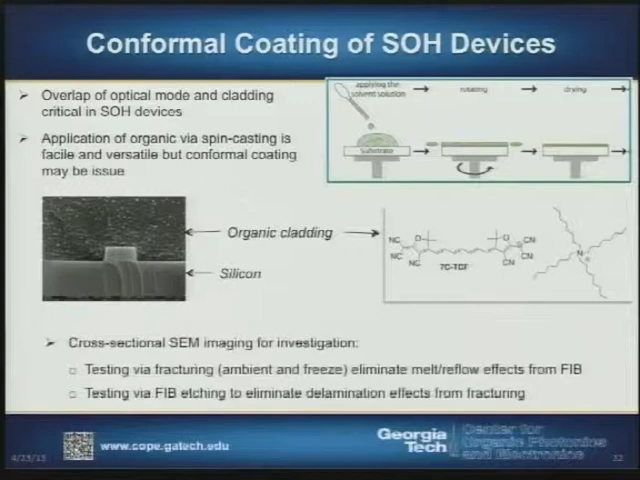 Conformal Coating of SOH Devices
Overlap of optical mode and cladding
critical in SOH devices
Application of organic via spin-casting is
facile and versatile but conformal coating
may be issue
applying the
solvent solution
rotating
drying
substrate
Organic cladding
Silicon
NC
NC
NC
O
O
CN
CN
CN
7C-TCF
N
Cross-sectional SEM imaging for investigation:
Testing via fracturing (ambient and freeze) eliminate melt/reflow effects from FIB
Testing via FIB etching to eliminate delamination effects from fracturing
4/23/15
www.cope.gatech.edu
Georgia
Tech
Center for
Organic Photonics
and Electronics